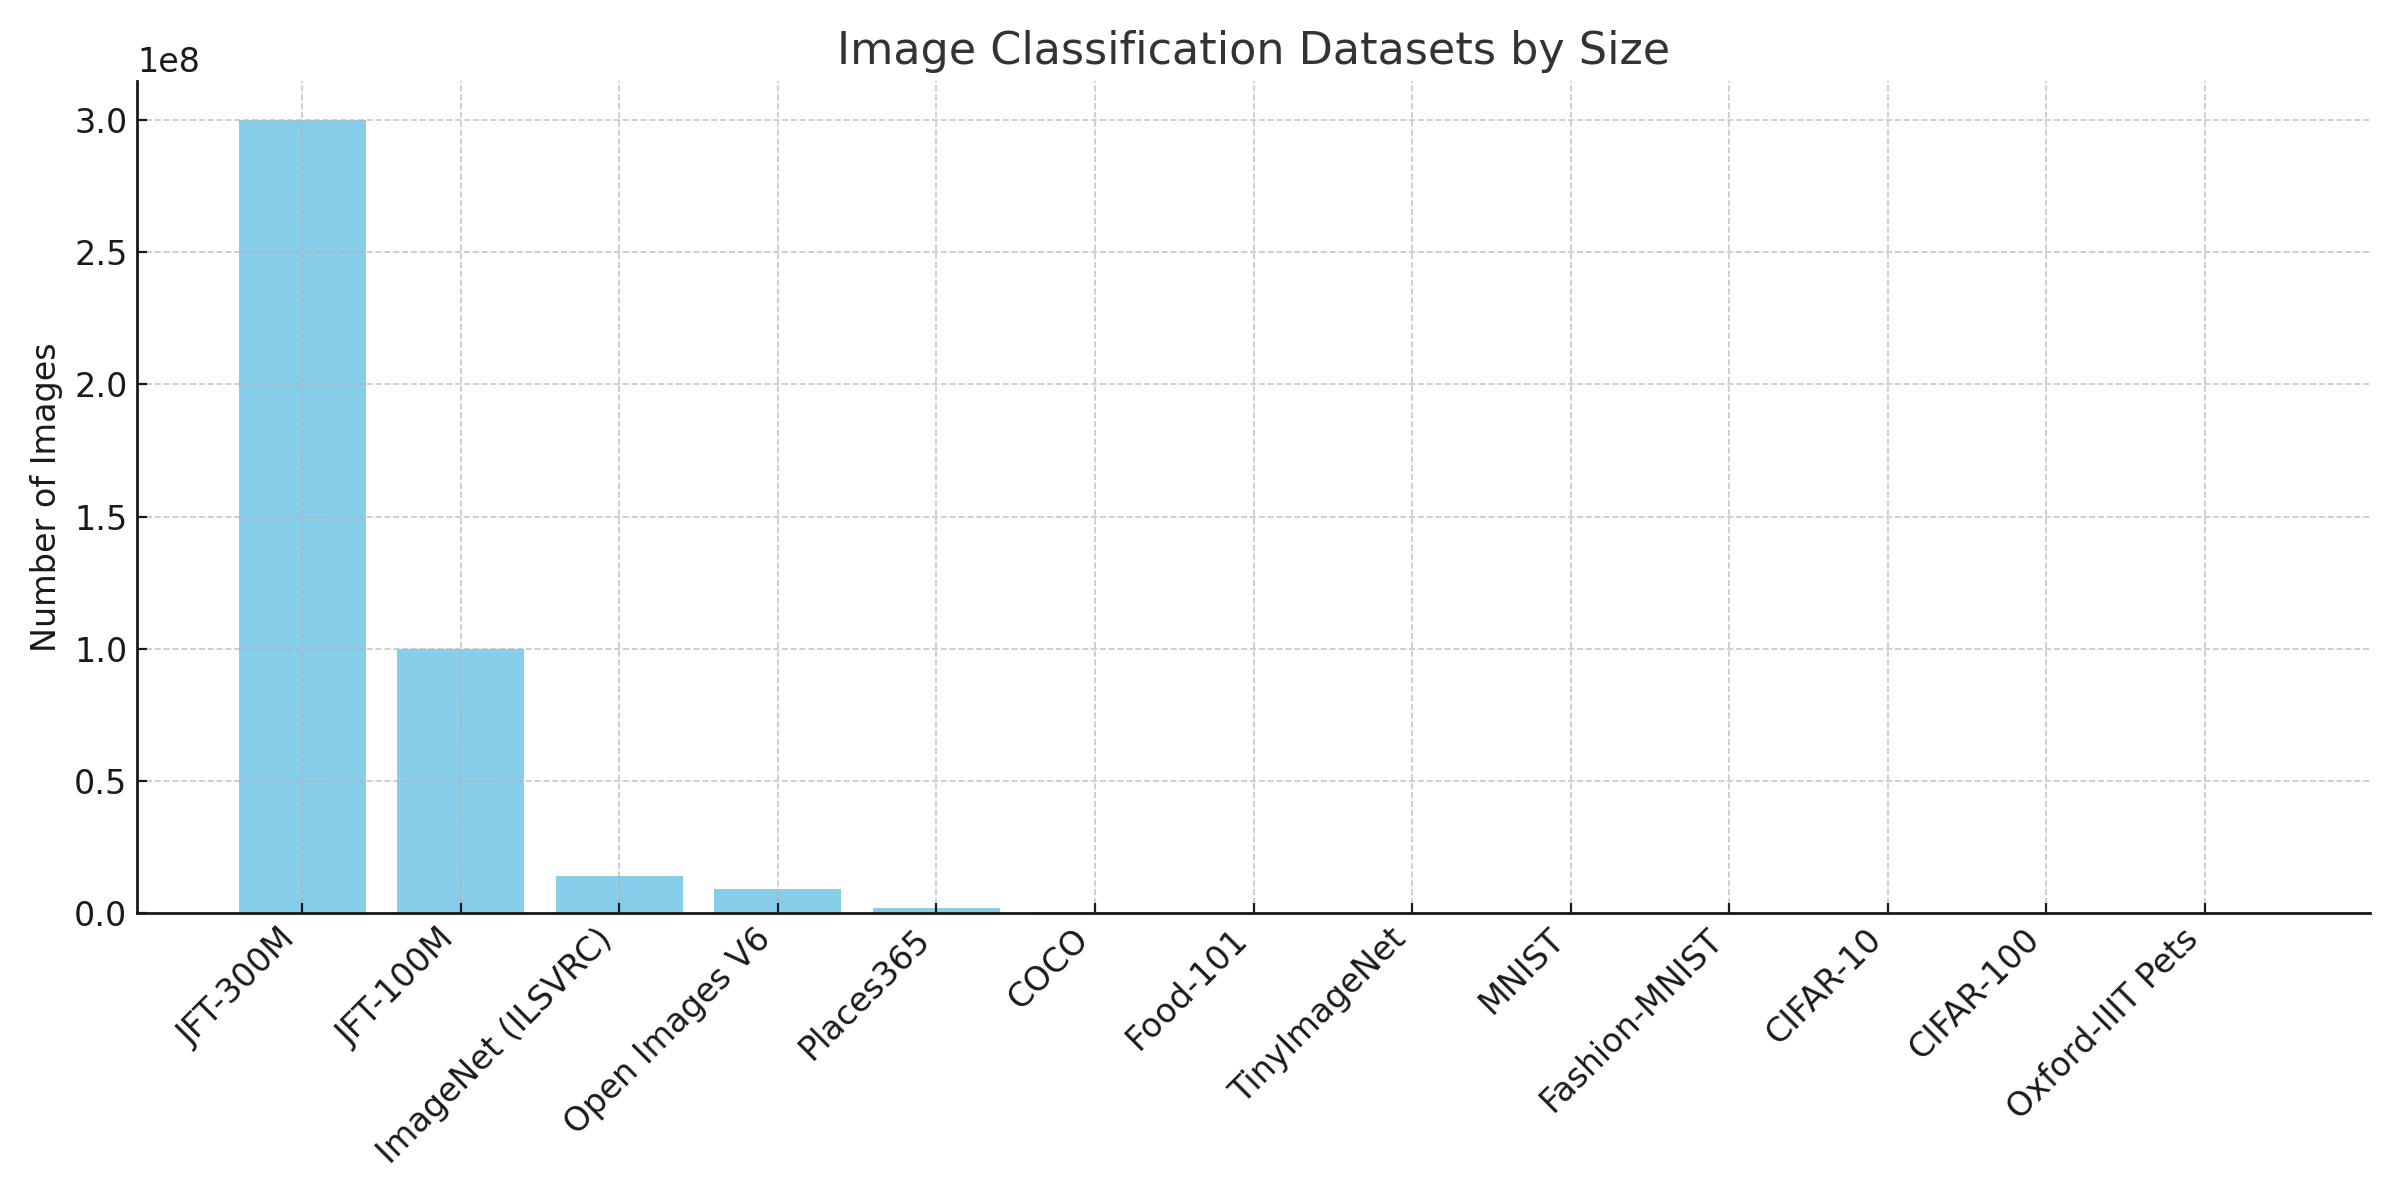 Image Classification Datasets by Size
1e8
3.0
2.5
2.0
1.5
1.0
0.5
0.0
Number of Images
JFT-300M
JFT-100M
ImageNet (ILSVRC)
Open Images V6
Places365
COCO
Food-101
TinyImageNet
MNIST
Fashion-MNIST
CIFAR-10
CIFAR-100
Oxford-IIIT Pets